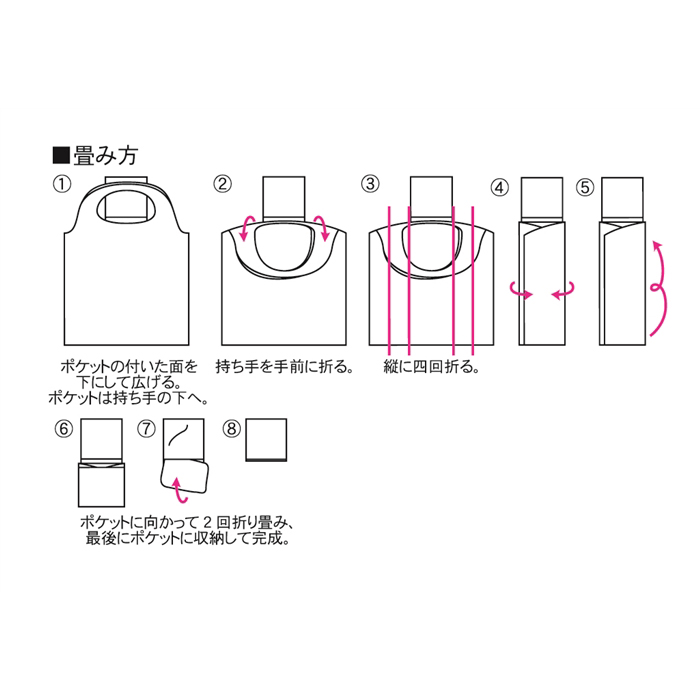 ■畳み方
① ② ③ ④ ⑤
ポケットの付いた面を
下にして広げる。
ポケットは持ち手の下へ。
持ち手を手前に折る。
縦に四回折る。
⑥ ⑦ ⑧
ポケットに向かって2回折り畳み、
最後にポケットに収納して完成。